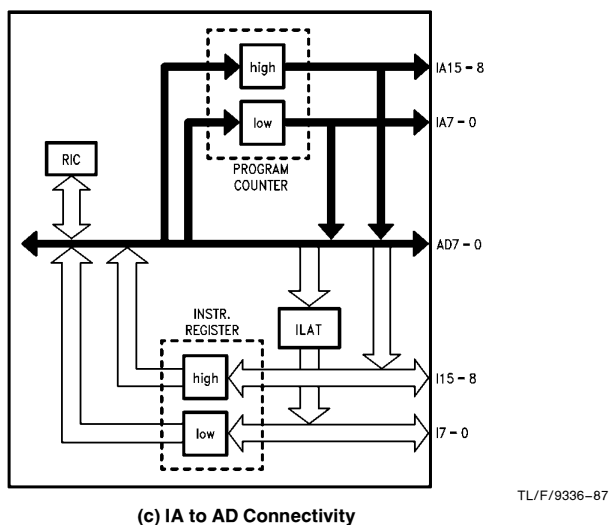 high
IA15-8
low
IA7-0
RIC
PROGRAM
COUNTER
AD7-0
INSTR.
REGISTER
ILAT
high
I15-8
low
I7-0
TL/F/9336–87
(c) IA to AD Connectivity